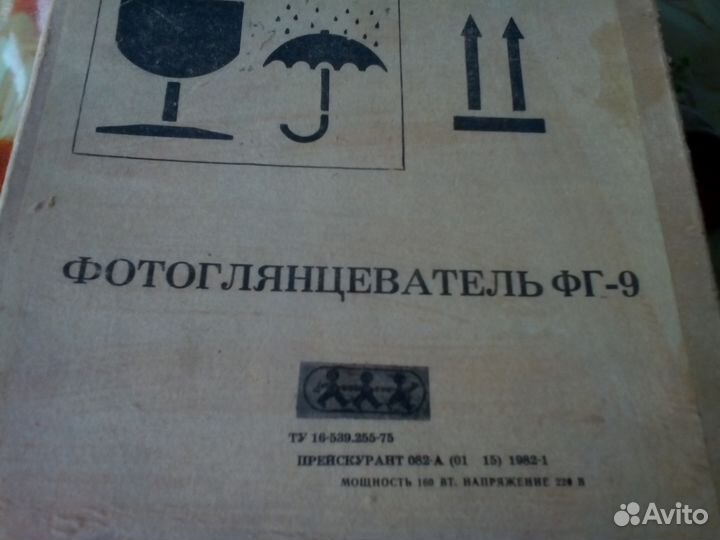 ФОТОГЛЯНЦЕВАТЕЛЬ ФГ-9
ТУ 16-539.255-75
ПРЕЙСКУРАНТ 082-А (01 15) 1982-1
МОЩНОСТЬ 160 ВТ. НАПРЯЖЕНИЕ 220 В
Avito